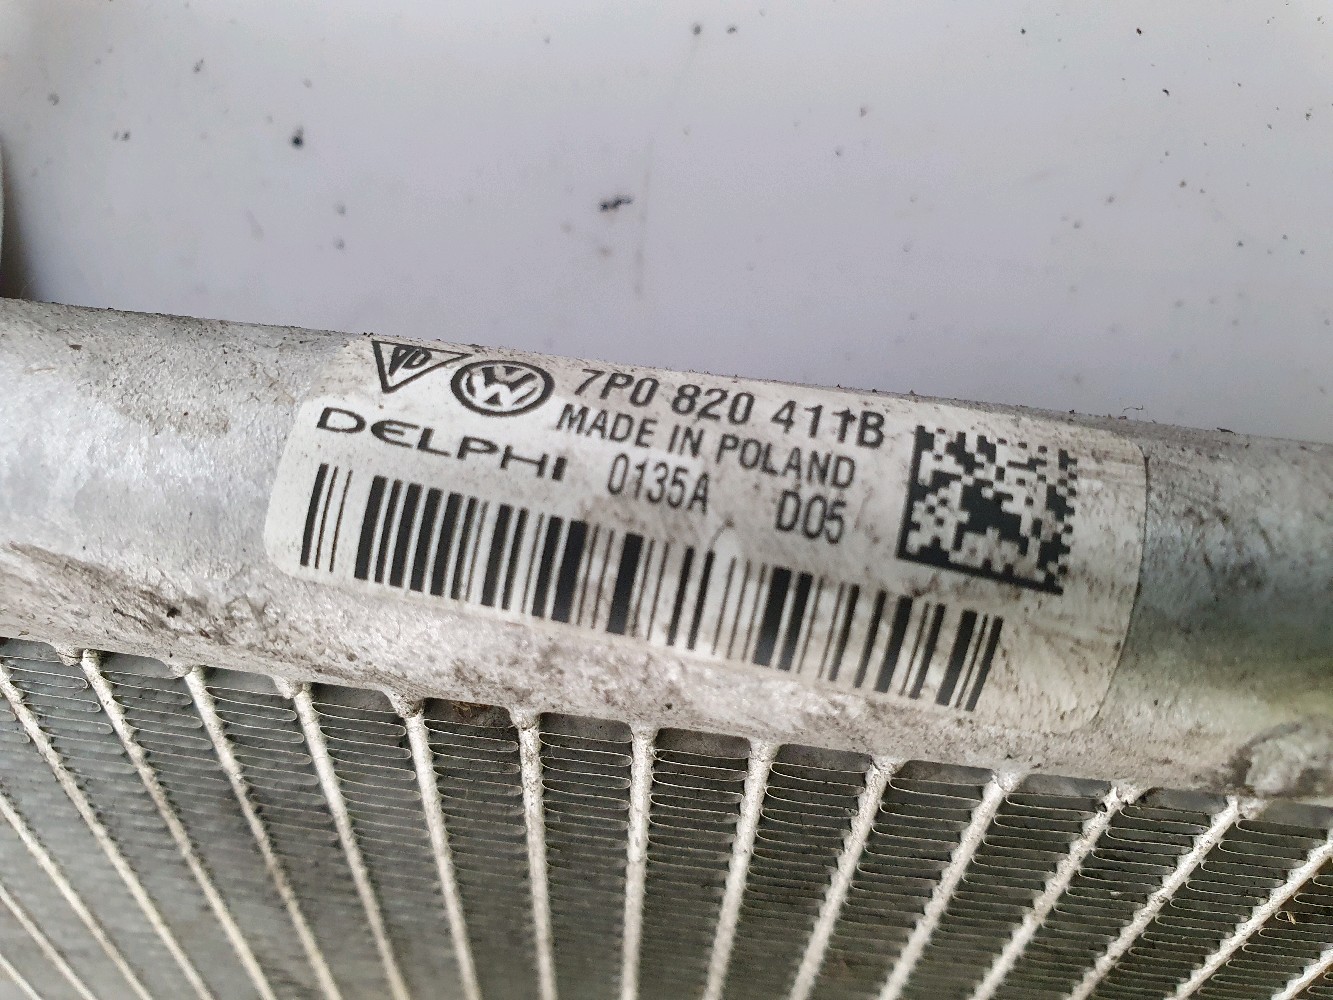 7P0 820 411B
MADE IN POLAND
DELPHI 0135A D05